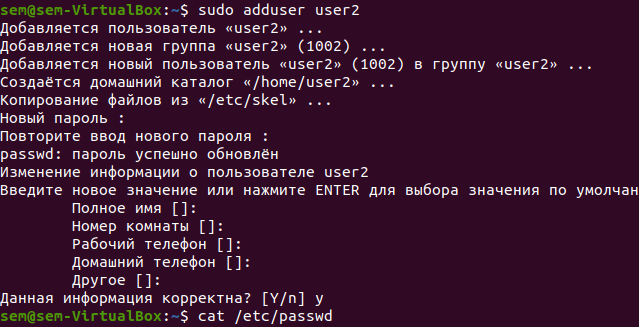 sem@sem-VirtualBox:~$ sudo adduser user2
Добавляется пользователь «user2» ...
Добавляется новая группа «user2» (1002) ...
Добавляется новый пользователь «user2» (1002) в группу «user2» ...
Создаётся домашний каталог «/home/user2» ...
Копирование файлов из «/etc/skel» ...
Новый пароль :
Повторите ввод нового пароля :
passwd: пароль успешно обновлён
Изменение информации о пользователе user2
Введите новое значение или нажмите ENTER для выбора значения по умолчан
Полное имя []:
Номер комнаты []:
Рабочий телефон []:
Домашний телефон []:
Другое []:
Данная информация корректна? [Y/n] y
sem@sem-VirtualBox:~$ cat /etc/passwd